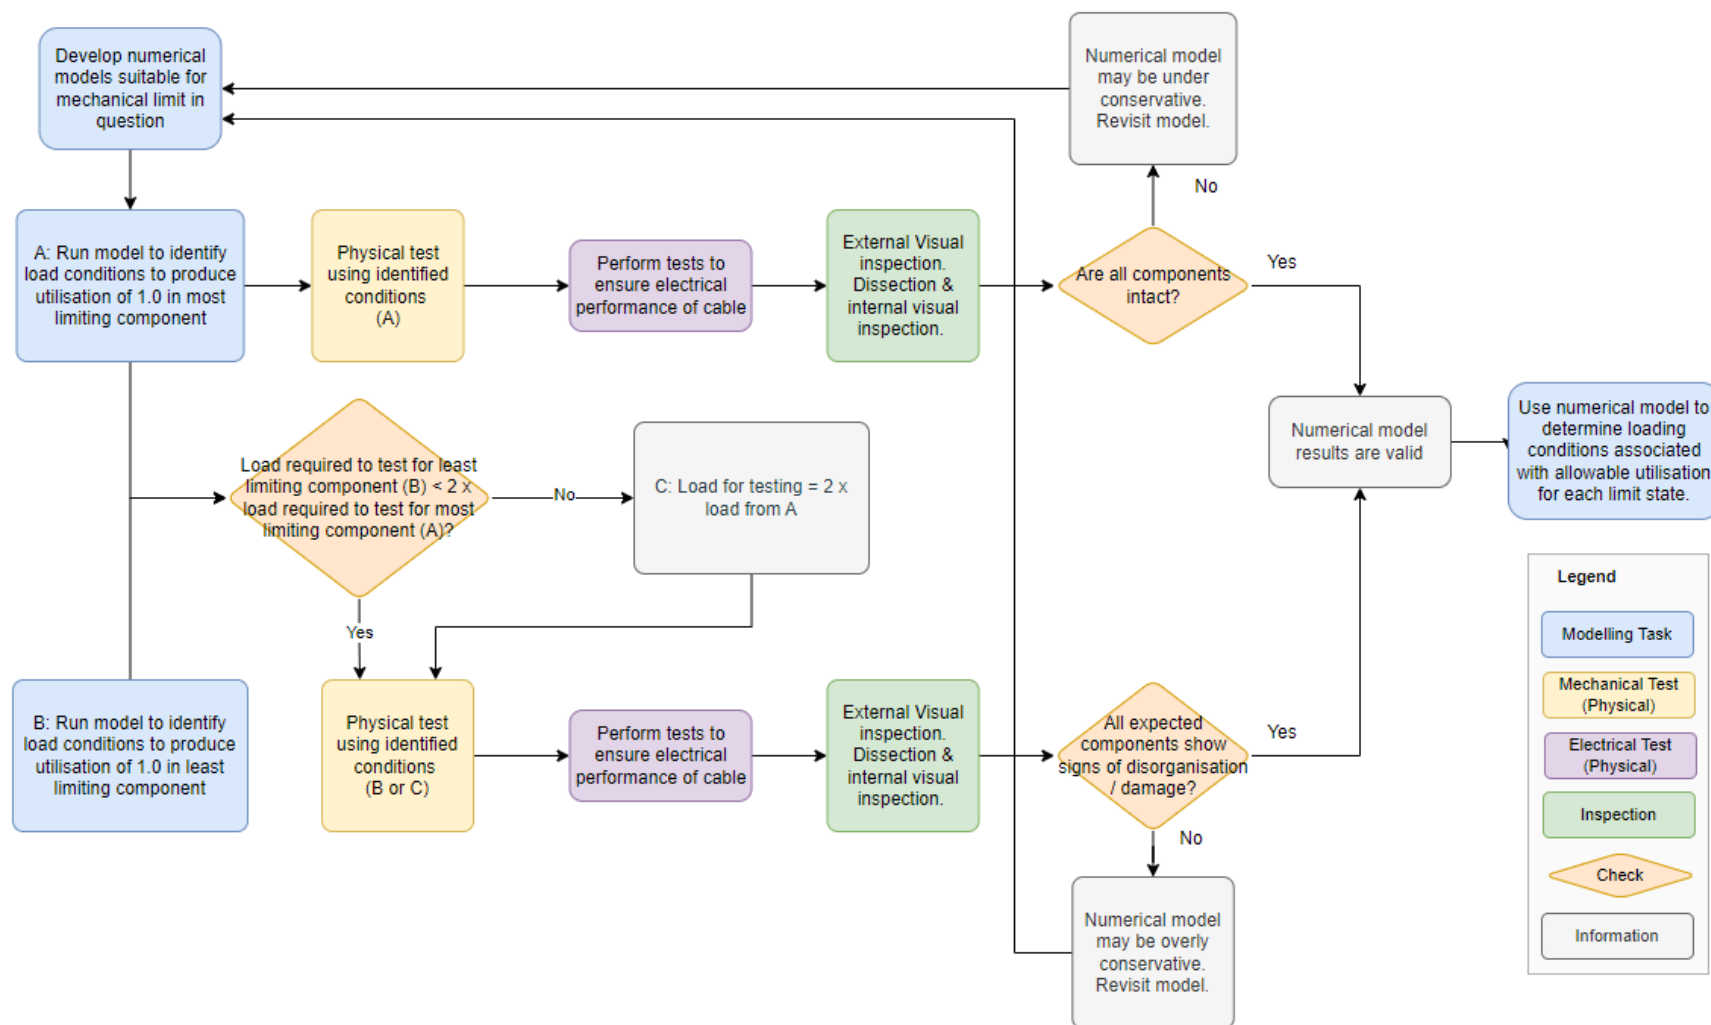 Develop numerical
models suitable for
mechanical limit in
question
Numerical model
may be under
conservative.
Revisit model.
No
A: Run model to identify
load conditions to produce
utilisation of 1.0 in most
limiting component
Physical test
using identified
conditions
(A)
Perform tests to
ensure electrical
performance of cable
External Visual
inspection.
Dissection &
internal visual
inspection.
Are all components
intact?
Yes
Load required to test for least
limiting component (B) < 2 x
load required to test for most
limiting component (A)?
No
C: Load for testing = 2 x
load from A
Yes
Numerical model
results are valid
Use numerical model to
determine loading
conditions associated
with allowable utilisation
for each limit state.
B: Run model to identify
load conditions to produce
utilisation of 1.0 in least
limiting component
Physical test
using identified
conditions
(B or C)
Perform tests to
ensure electrical
performance of cable
External Visual
inspection.
Dissection &
internal visual
inspection.
All expected
components show
signs of disorganisation
/ damage?
Yes
No
Numerical model
may be overly
conservative.
Revisit model.
Legend
Modelling Task
Mechanical Test
(Physical)
Electrical Test
(Physical)
Inspection
Check
Information